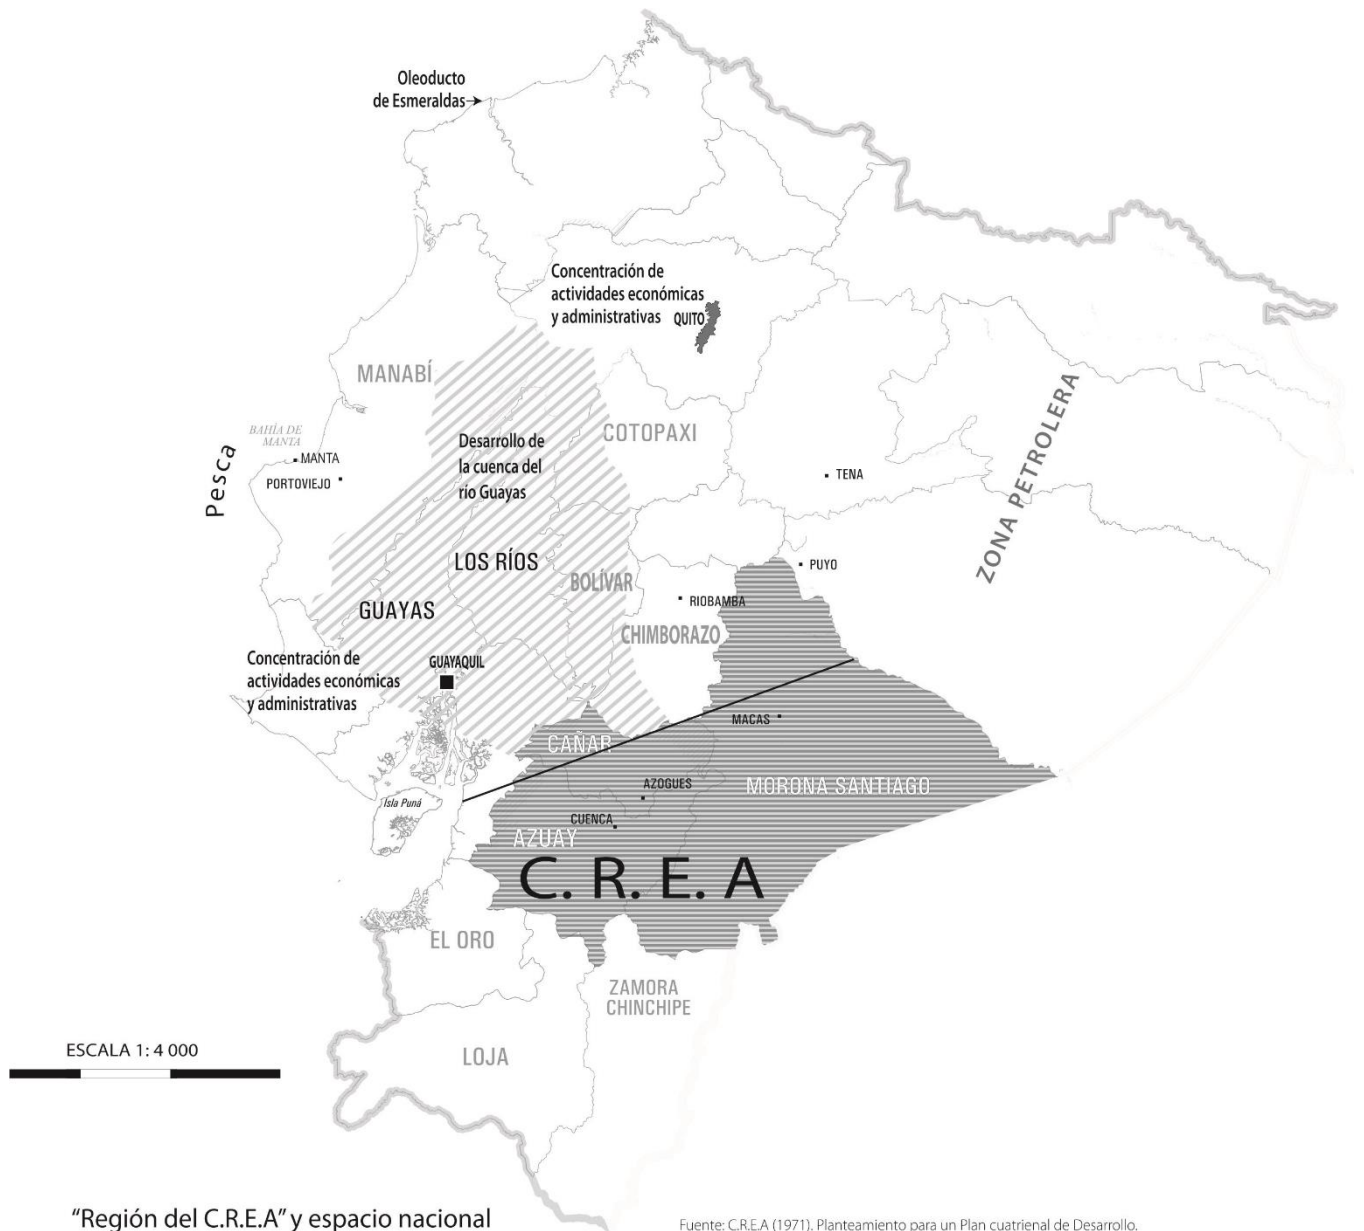 Oleoducto
de Esmeraldas
Concentración de
actividades económicas
y administrativas
QUITO
MANABÍ
COTOPAXI
BAHÍA DE
MANTA
MANTA
PORTOVIEJO
Pesca
Desarrollo de
la cuenca del
río Guayas
TENA
ZONA PETROLERA
LOS RÍOS
BOLÍVAR
PUYO
GUAYAS
RIOBAMBA
CHIMBORAZO
Concentración de
actividades económicas
y administrativas
GUAYAQUIL
MACAS
CAÑAR
AZOGUES
MORONA SANTIAGO
Isla Puná
CUENCA
AZUAY
C. R. E. A
EL ORO
ZAMORA
CHINCHIPE
LOJA
ESCALA 1: 4 000
"Región del C.R.E.A" y espacio nacional
Fuente: C.R.E.A (1971). Planteamiento para un Plan cuatrienal de Desarrollo.